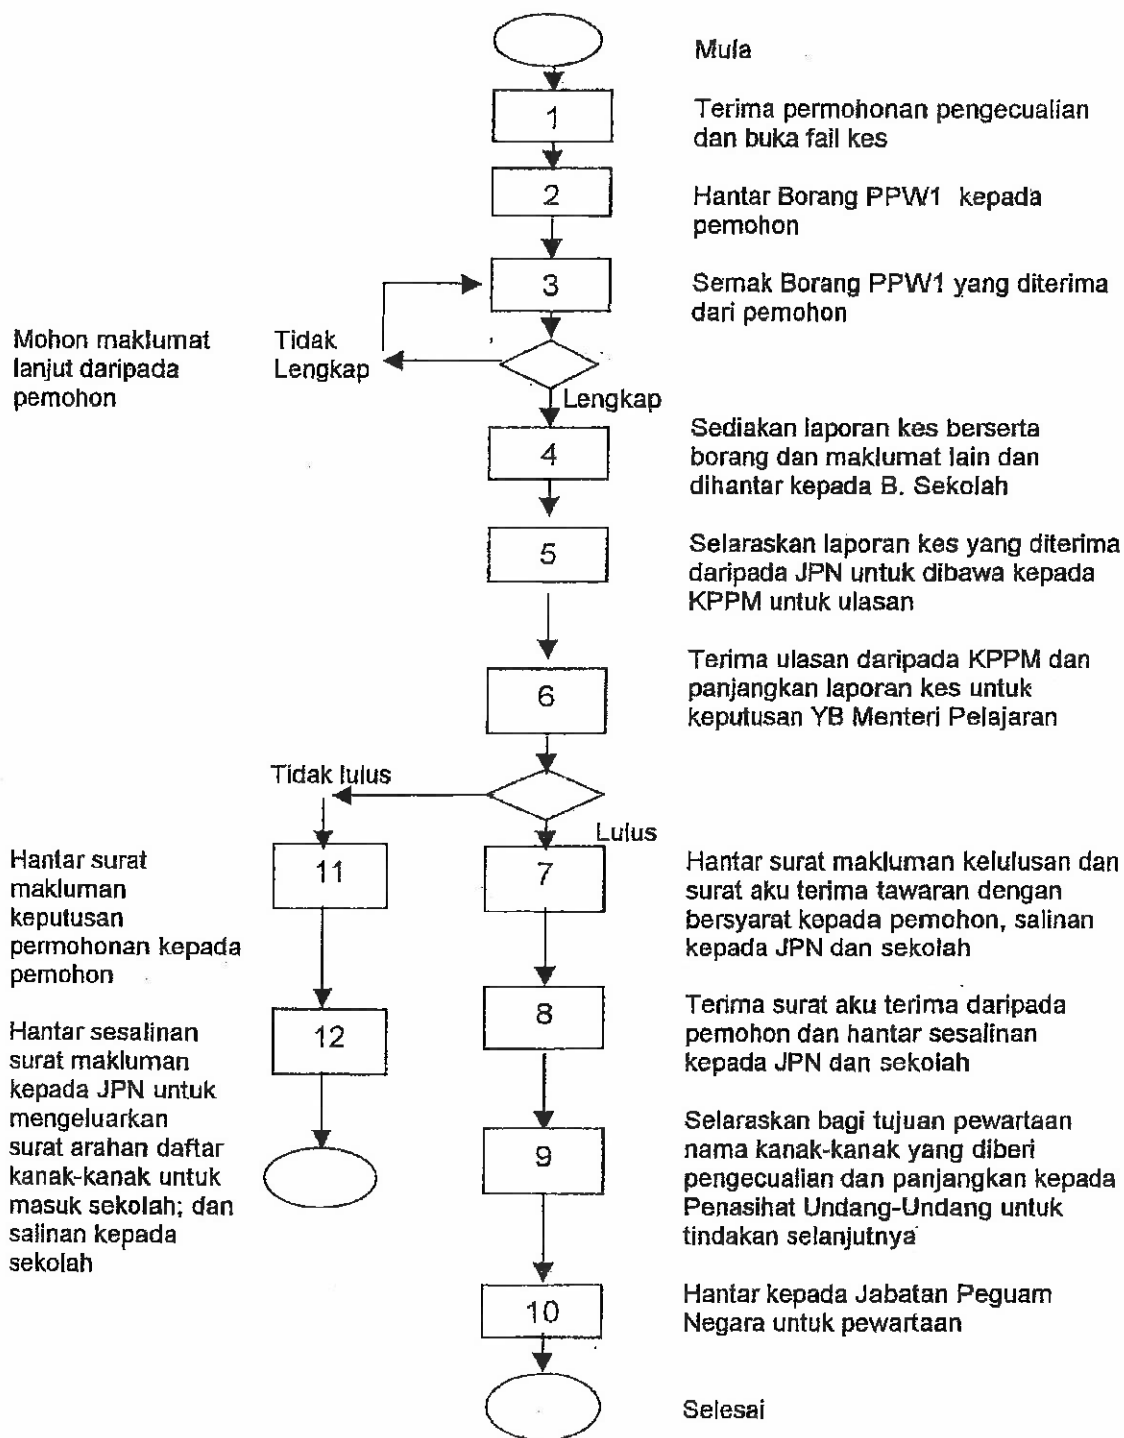 Mula
1
Terima permohonan pengecualian
dan buka fail kes
2
Hantar Borang PPW1 kepada
pemohon
3
Semak Borang PPW1 yang diterima
dari pemohon
Mohon maklumat
lanjut daripada
pemohon
Tidak
Lengkap
Lengkap
4
Sediakan laporan kes berserta
borang dan maklumat lain dan
dihantar kepada B. Sekolah
5
Selaraskan laporan kes yang diterima
daripada JPN untuk dibawa kepada
KPPM untuk ulasan
6
Terima ulasan daripada KPPM dan
panjangkan laporan kes untuk
keputusan YB Menteri Pelajaran
Tidak lulus
Lulus
Hantar surat
makluman
keputusan
permohonan kepada
pemohon
11
7
Hantar surat makluman kelulusan dan
surat aku terima tawaran dengan
bersyarat kepada pemohon, salinan
kepada JPN dan sekolah
Hantar sesalinan
surat makluman
kepada JPN untuk
mengeluarkan
surat arahan daftar
kanak-kanak untuk
masuk sekolah; dan
salinan kepada
sekolah
12
8
Terima surat aku terima daripada
pemohon dan hantar sesalinan
kepada JPN dan sekolah
9
Selaraskan bagi tujuan pewartaan
nama kanak-kanak yang diberi
pengecualian dan panjangkan kepada
Penasihat Undang-Undang untuk
tindakan selanjutnya
10
Hantar kepada Jabatan Peguam
Negara untuk pewartaan
Selesai